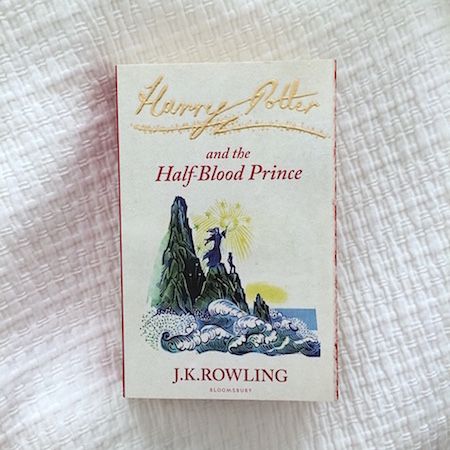 Harry Potter
and the
Half-Blood Prince
J.K.ROWLING
BLOOMSBURY